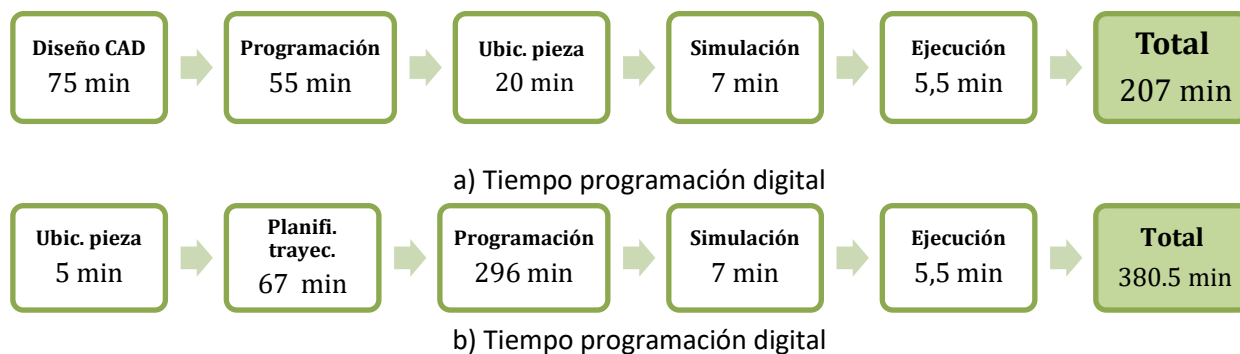 Diseño CAD
75 min
Programación
55 min
Ubic. pieza
20 min
Simulación
7 min
Ejecución
5,5 min
Total
207 min
a) Tiempo programación digital
Ubic. pieza
5 min
Planifi.
trayec.
67 min
Programación
296 min
Simulación
7 min
Ejecución
5,5 min
Total
380.5 min
b) Tiempo programación digital